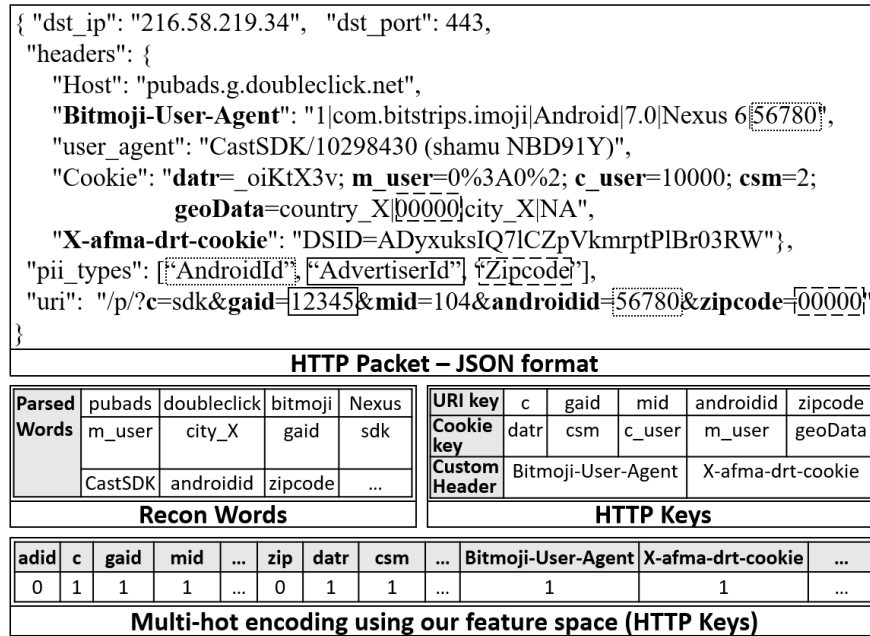 { "dst_ip": "216.58.219.34", "dst_port": 443,
"headers": {
"Host": "pubads.g.doubleclick.net",
"Bitmoji-User-Agent": "1|com.bitstrips.imoji|Android|7.0|Nexus 6|56780",
"user_agent": "CastSDK/10298430 (shamu NBD91Y)",
"Cookie": "datr=_oiKtX3v; m_user=0%3A0%2; c_user=10000; csm=2;
geoData=country_X|00000|city_X|NA",
"X-afma-drt-cookie": "DSID=ADyxuksIQ7lCZpVkmrptPlBr03RW"},
"pii_types": [“AndroidId”, “AdvertiserId”, “Zipcode”],
"uri": "/p/?c=sdk&gaid=12345&mid=104&androidid=56780&zipcode=00000"
}
HTTP Packet – JSON format
Parsed Words pubads doubleclick bitmoji Nexus
m_user city_X gaid sdk
CastSDK androidid zipcode ...
Recon Words
URI key c gaid mid androidid zipcode
Cookie key datr csm c_user m_user geoData
Custom Header Bitmoji-User-Agent X-afma-drt-cookie
HTTP Keys
adid c gaid mid ... zip datr csm ... Bitmoji-User-Agent X-afma-drt-cookie ...
0 1 1 1 ... 0 1 1 ... 1 1 ...
Multi-hot encoding using our feature space (HTTP Keys)